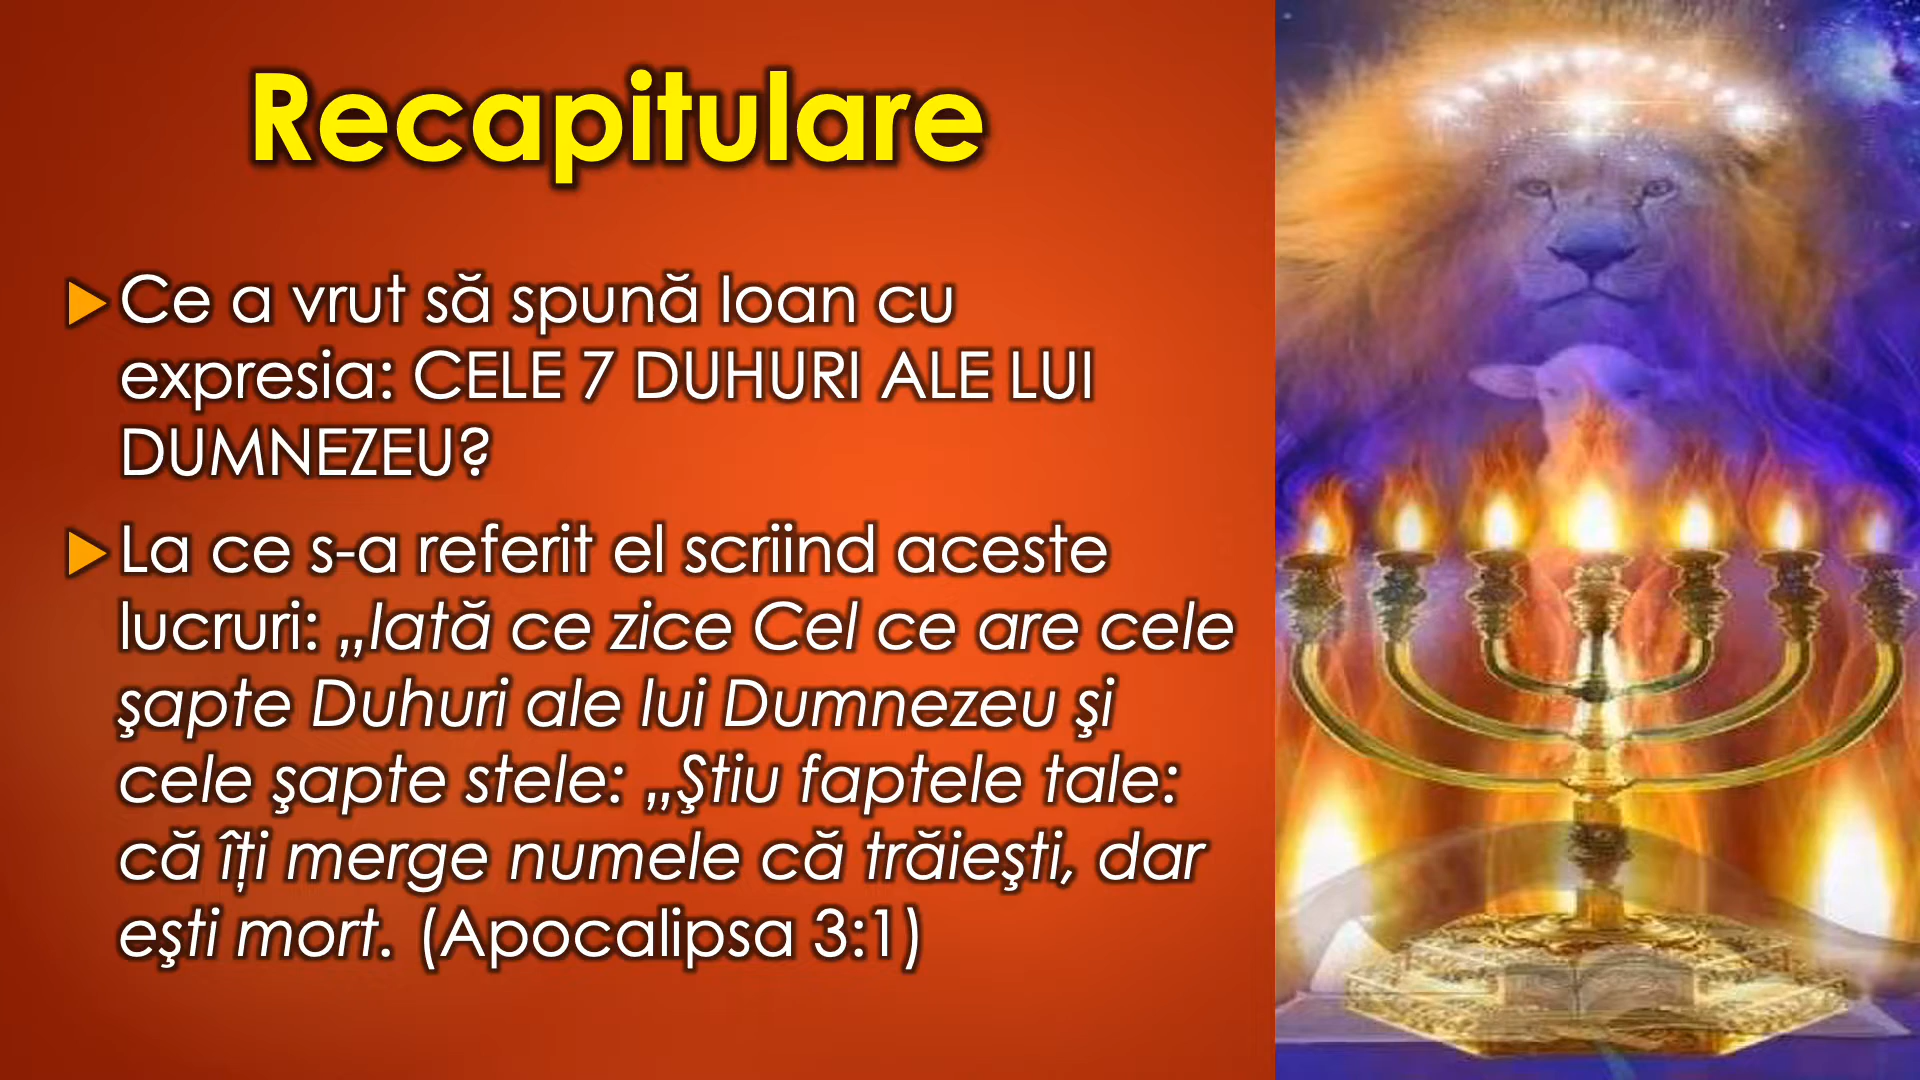 Recapitulare
Ce a vrut să spună Ioan cu
expresia: CELE 7 DUHURI ALE LUI
DUMNEZEU?
La ce s-a referit el scriind aceste
lucruri: „Iată ce zice Cel ce are cele
şapte Duhuri ale lui Dumnezeu şi
cele şapte stele: „Ştiu faptele tale:
că îţi merge numele că trăieşti, dar
eşti mort. (Apocalipsa 3:1)